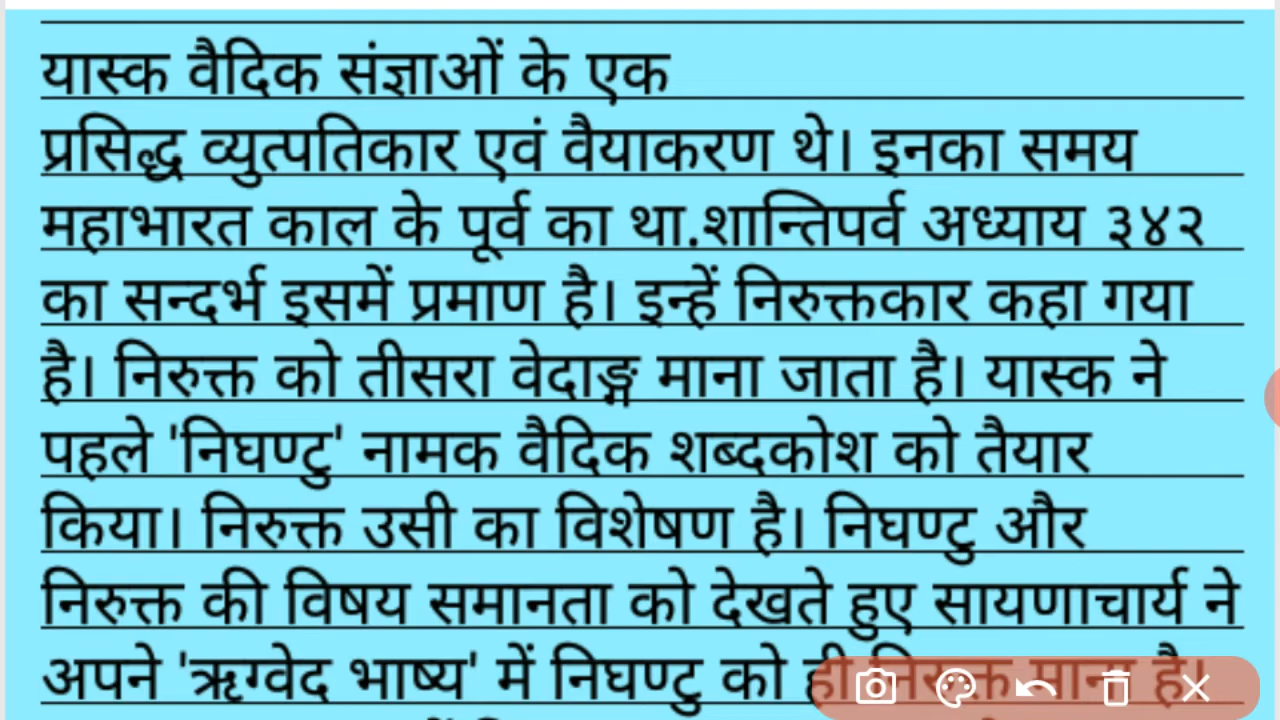 यास्क वैदिक संज्ञाओं के एक
प्रसिद्ध व्युत्पतिकार एवं वैयाकरण थे। इनका समय
महाभारत काल के पूर्व का था.शान्तिपर्व अध्याय ३४२
का सन्दर्भ इसमें प्रमाण है। इन्हें निरुक्तकार कहा गया
है। निरुक्त को तीसरा वेदाङ्ग माना जाता है। यास्क ने
पहले 'निघण्टु' नामक वैदिक शब्दकोश को तैयार
किया। निरुक्त उसी का विशेषण है। निघण्टु और
निरुक्त की विषय समानता को देखते हुए सायणाचार्य ने
अपने 'ऋग्वेद भाष्य' में निघण्टु को ही निरुक्त माना है।